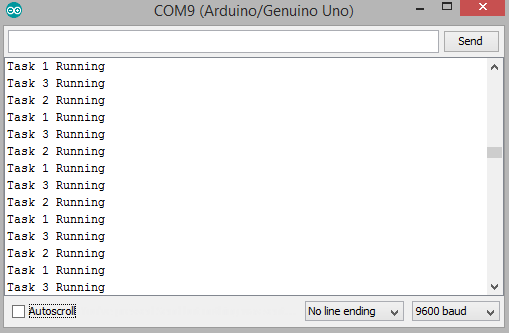 COM9 (Arduino/Genuino Uno)
Send
Task 1 Running
Task 3 Running
Task 2 Running
Task 1 Running
Task 3 Running
Task 2 Running
Task 1 Running
Task 3 Running
Task 2 Running
Task 1 Running
Task 3 Running
Task 2 Running
Task 1 Running
Task 3 Running
Autoscroll No line ending 9600 baud